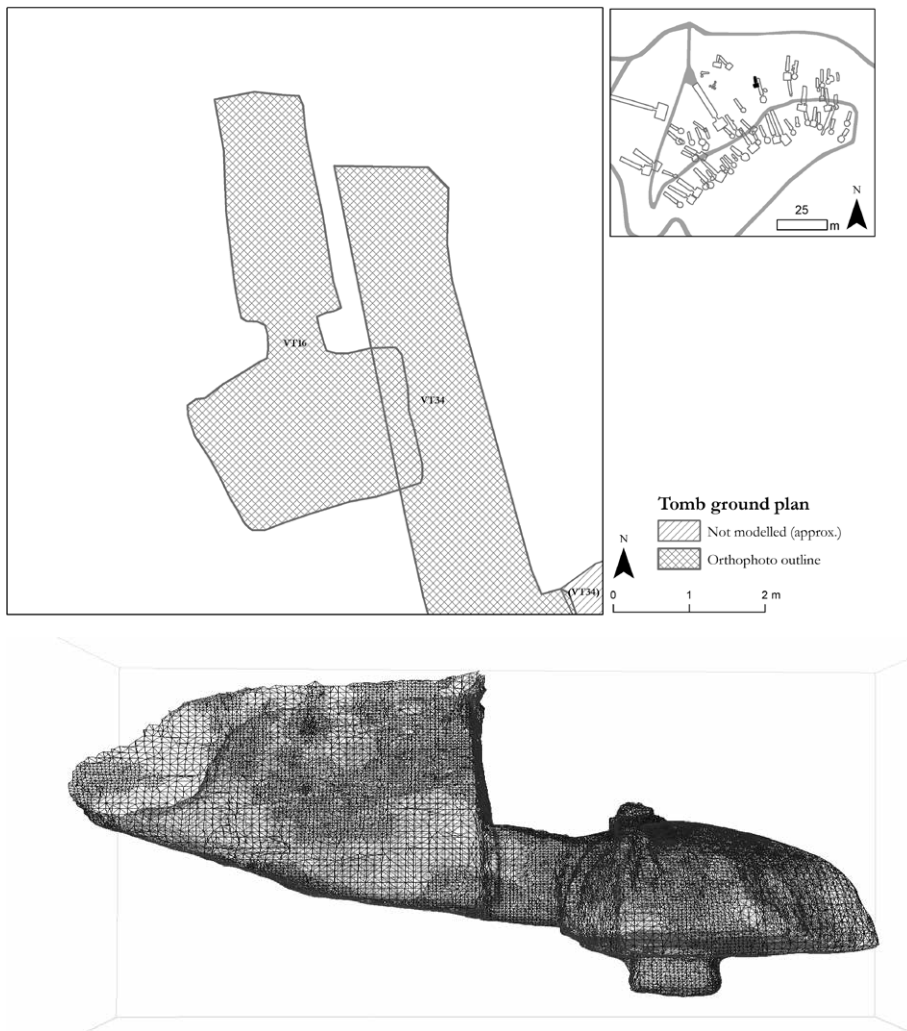 N
25
m
VT16
VT34
(VT34)
Tomb ground plan
Not modelled (approx.)
Orthophoto outline
N
0 1 2 m